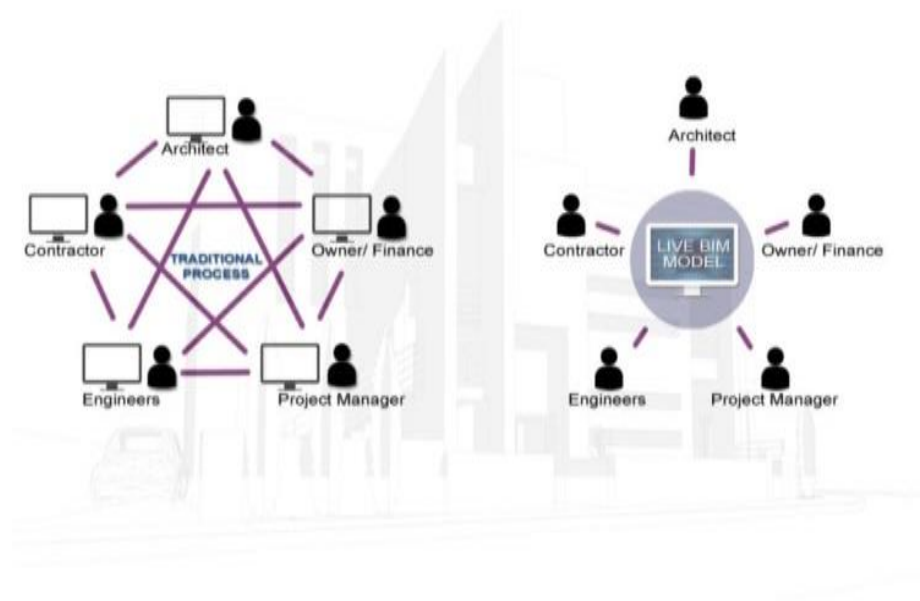 Architect
Contractor
Owner/ Finance
TRADITIONAL
PROCESS
Engineers
Project Manager
Architect
Contractor
LIVE BIM
MODEL
Owner/ Finance
Engineers
Project Manager